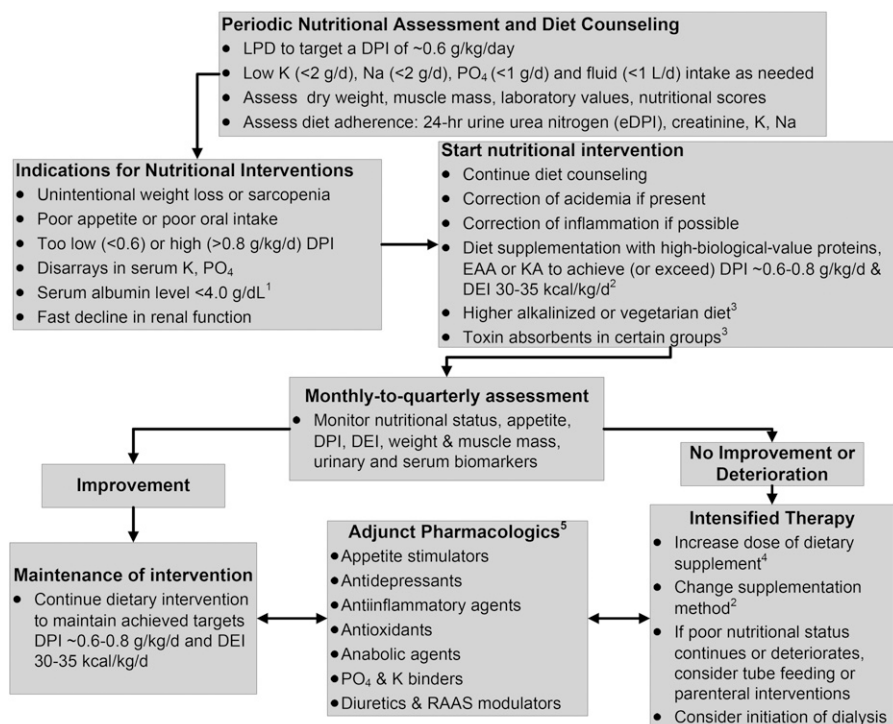 Periodic Nutritional Assessment and Diet Counseling
● LPD to target a DPI of ~0.6 g/kg/day
● Low K (<2 g/d), Na (<2 g/d), PO₄ (<1 g/d) and fluid (<1 L/d) intake as needed
● Assess dry weight, muscle mass, laboratory values, nutritional scores
● Assess diet adherence: 24-hr urine urea nitrogen (eDPI), creatinine, K, Na
Indications for Nutritional Interventions
● Unintentional weight loss or sarcopenia
● Poor appetite or poor oral intake
● Too low (<0.6) or high (>0.8 g/kg/d) DPI
● Disarrays in serum K, PO₄
● Serum albumin level <4.0 g/dL¹
● Fast decline in renal function
Start nutritional intervention
● Continue diet counseling
● Correction of acidemia if present
● Correction of inflammation if possible
● Diet supplementation with high-biological-value proteins,
EAA or KA to achieve (or exceed) DPI ~0.6-0.8 g/kg/d &
DEI 30-35 kcal/kg/d²
● Higher alkalinized or vegetarian diet³
● Toxin absorbents in certain groups³
Monthly-to-quarterly assessment
● Monitor nutritional status, appetite,
DPI, DEI, weight & muscle mass,
urinary and serum biomarkers
Improvement
No Improvement or
Deterioration
Maintenance of intervention
● Continue dietary intervention
to maintain achieved targets
DPI ~0.6-0.8 g/kg/d and DEI
30-35 kcal/kg/d
Adjunct Pharmacologics⁵
●Appetite stimulators
●Antidepressants
●Antiinflammatory agents
●Antioxidants
●Anabolic agents
●PO₄ & K binders
●Diuretics & RAAS modulators
Intensified Therapy
● Increase dose of dietary
supplement⁴
● Change supplementation
method²
● If poor nutritional status
continues or deteriorates,
consider tube feeding or
parenteral interventions
● Consider initiation of dialysis